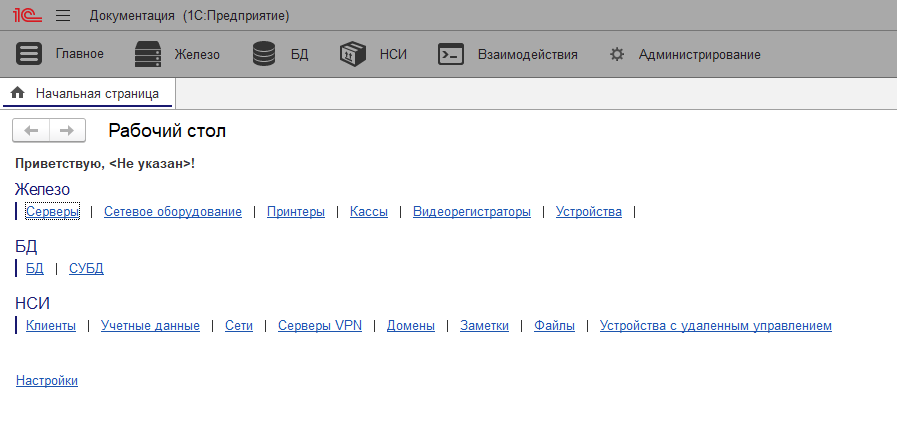 1С Документация (1С:Предприятие)
Главное Железо БД НСИ Взаимодействия Администрирование
Начальная страница
Рабочий стол
Приветствую, <Не указан>!
Железо
Серверы | Сетевое оборудование | Принтеры | Кассы | Видеорегистраторы | Устройства |
БД
БД | СУБД
НСИ
Клиенты | Учетные данные | Сети | Серверы VPN | Домены | Заметки | Файлы | Устройства с удаленным управлением
Настройки